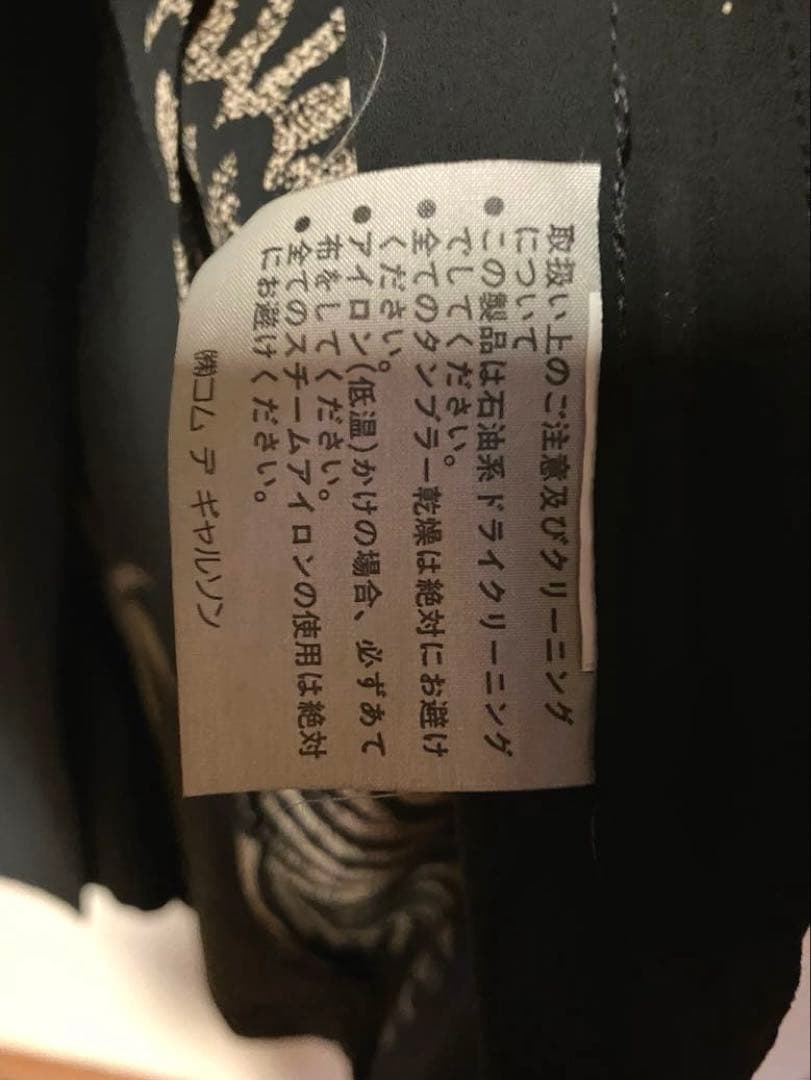 取扱い上のご注意及びクリーニング
について
●この製品は石油系ドライクリーニング
でしてください。
●全てのタンブラー乾燥は絶対にお避け
ください。
●アイロン(低温)かけの場合、必ずあて
布をしてください。
●全てのスチームアイロンの使用は絶対
にお避けください。
㈱コム デ ギャルソン